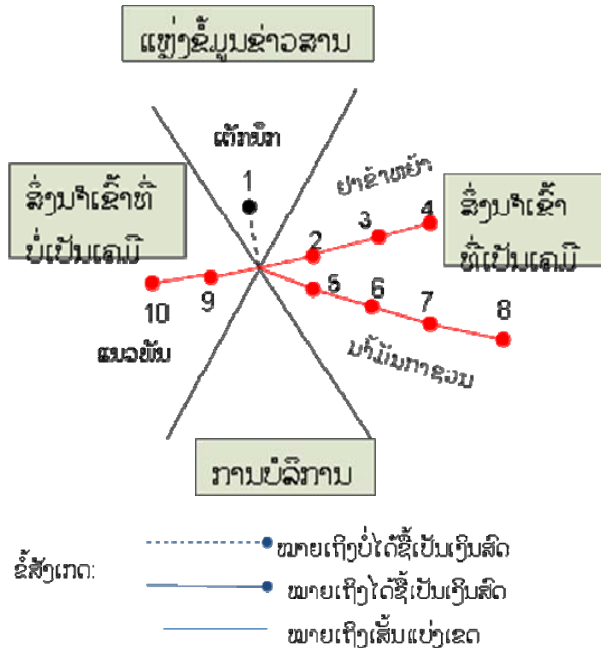 ແຫຼ່ງຂໍ້ມູນຂ່າວສານ
ເຕັກນິກ
1
ຢາຂ້າຫຍ້າ
ສິ່ງນຳເຂົ້າທີ່
ບໍ່ເປັນເຄມີ
2
3
4
ສິ່ງນຳເຂົ້າ
ທີ່ເປັນເຄມີ
10
9
5
6
7
8
ແນວພັນ
ນ້ຳມັນກາຊວນ
ການບໍລິການ
ຂໍ້ສັງເກດ:
ໝາຍເຖິງບໍ່ໄດ້ຊື້ເປັນເງິນສົດ
ໝາຍເຖິງໄດ້ຊື້ເປັນເງິນສົດ
ໝາຍເຖິງເສັ້ນແບ່ງເຂດ